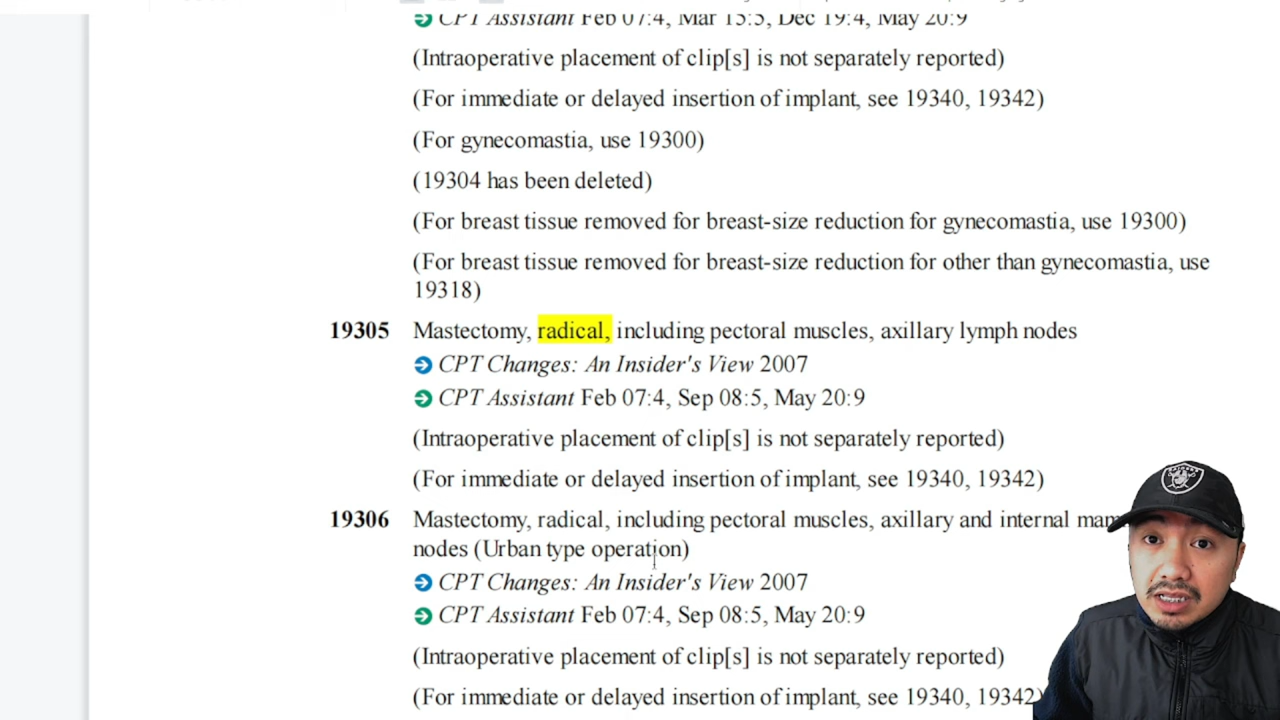 CPT Assistant Feb 07:4, Mar 15:5, Dec 19:4, May 20:9
(Intraoperative placement of clip[s] is not separately reported)
(For immediate or delayed insertion of implant, see 19340, 19342)
(For gynecomastia, use 19300)
(19304 has been deleted)
(For breast tissue removed for breast-size reduction for gynecomastia, use 19300)
(For breast tissue removed for breast-size reduction for other than gynecomastia, use
19318)
19305 Mastectomy, radical, including pectoral muscles, axillary lymph nodes
CPT Changes: An Insider's View 2007
CPT Assistant Feb 07:4, Sep 08:5, May 20:9
(Intraoperative placement of clip[s] is not separately reported)
(For immediate or delayed insertion of implant, see 19340, 19342)
19306 Mastectomy, radical, including pectoral muscles, axillary and internal
nodes (Urban type operation)
CPT Changes: An Insider's View 2007
CPT Assistant Feb 07:4, Sep 08:5, May 20:9
(Intraoperative placement of clip[s] is not separately reported)
(For immediate or delayed insertion of implant, see 19340, 19342)